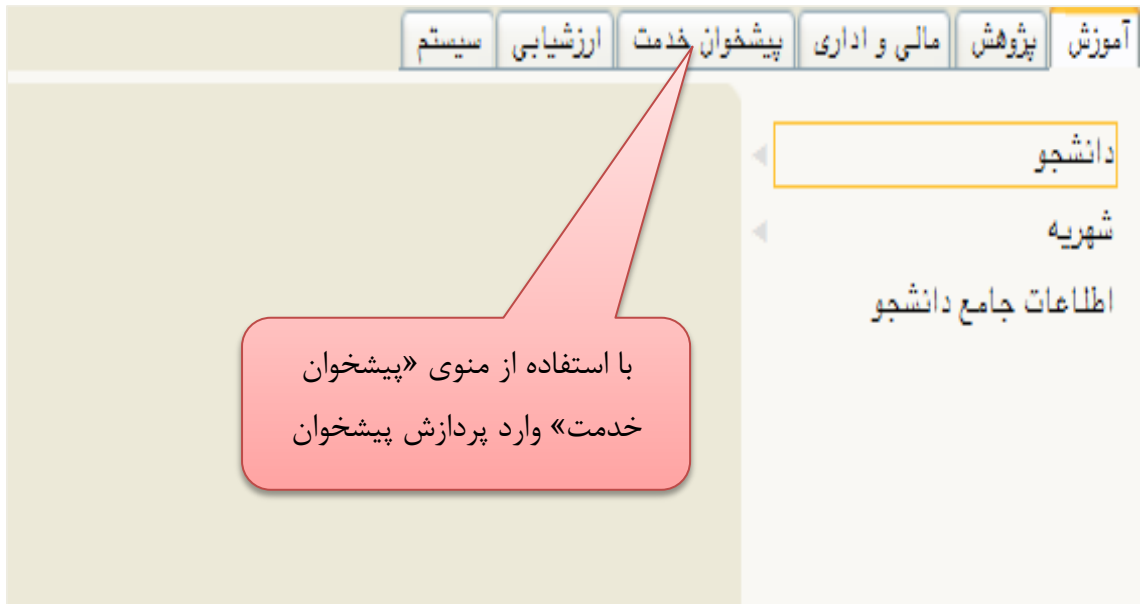 آموزش پژوهش مالی و اداری پیشخوان خدمت ارزشیابی سیستم
دانشجو
شهریه
اطلاعات جامع دانشجو
با استفاده از منوی «پیشخوان
خدمت» وارد پردازش پیشخوان